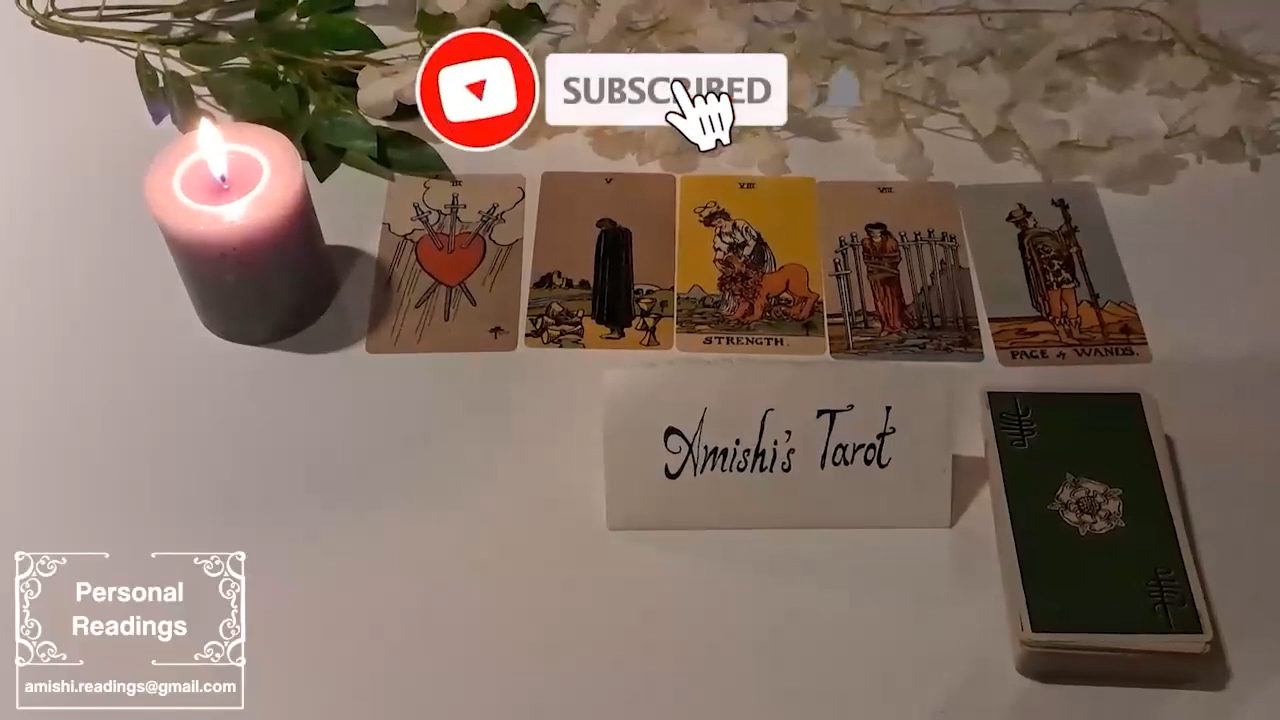 SUBSCRIBED
III
V
VIII
VIII
STRENGTH.
PAGE of WANDS.
Amishi's Tarot
Personal
Readings
amishi.readings@gmail.com